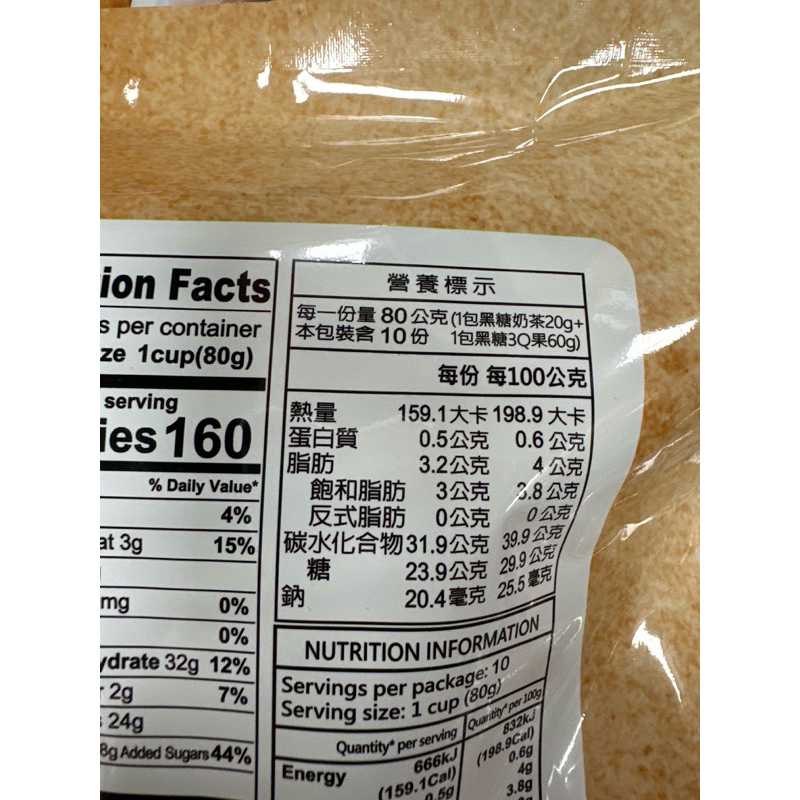 ion Facts
s per container
ze 1cup(80g)
serving
ies 160
% Daily Value*
4%
at 3g 15%
mg 0%
0%
ydrate 32g 12%
2g 7%
24g
8g Added Sugars 44%
營養標示
每一份量 80 公克 (1包黑糖奶茶20g+
本包裝含 10 份 1包黑糖3Q果60g)
每份 每100公克
熱量 159.1大卡 198.9 大卡
蛋白質 0.5公克 0.6 公克
脂肪 3.2公克 4 公克
飽和脂肪 3公克 3.8 公克
反式脂肪 0公克 0 公克
碳水化合物 31.9公克 39.9 公克
糖 23.9公克 29.9 公克
鈉 20.4毫克 25.5 毫克
NUTRITION INFORMATION
Servings per package: 10
Serving size: 1 cup (80g)
Quantity* per serving Quantity* per 100g
Energy 666kJ 832kJ
(159.1Cal) (198.9Cal)
0.5g 0.6g
4g
3.8g